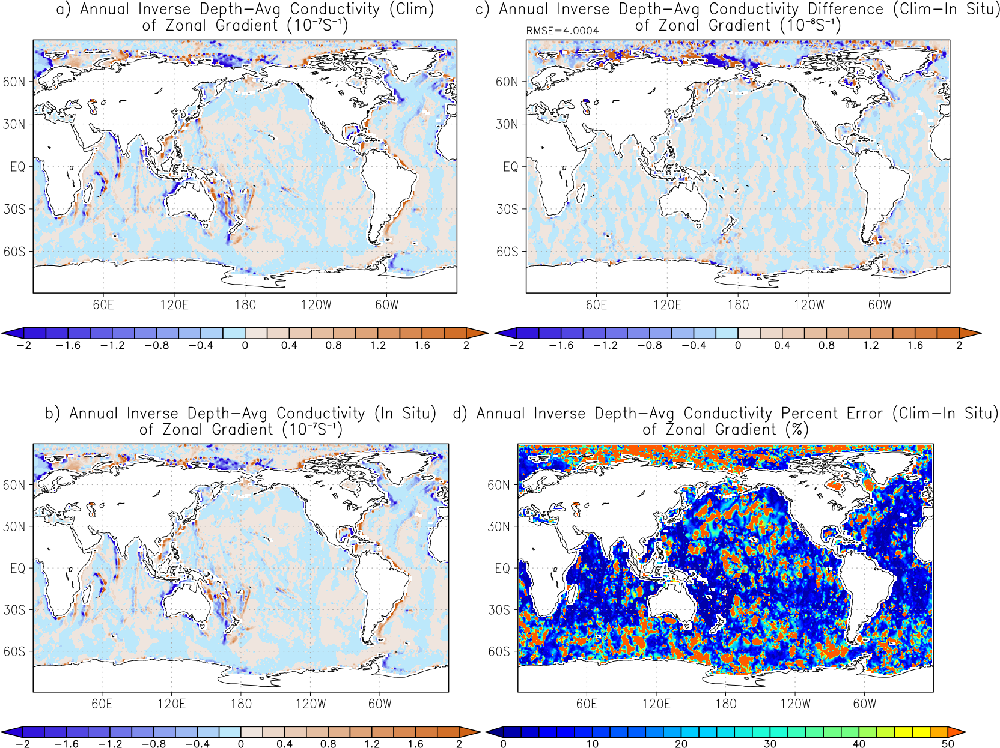 a) Annual Inverse Depth-Avg Conductivity (Clim)
of Zonal Gradient (10⁻⁷S⁻¹)
60N
30N
EQ
30S
60S
60E 120E 180 120W 60W
-2 -1.6 -1.2 -0.8 -0.4 0 0.4 0.8 1.2 1.6 2
c) Annual Inverse Depth-Avg Conductivity Difference (Clim-In Situ)
of Zonal Gradient (10⁻⁸S⁻¹)
RMSE=4.0004
60N
30N
EQ
30S
60S
60E 120E 180 120W 60W
-2 -1.6 -1.2 -0.8 -0.4 0 0.4 0.8 1.2 1.6 2
b) Annual Inverse Depth-Avg Conductivity (In Situ)
of Zonal Gradient (10⁻⁷S⁻¹)
60N
30N
EQ
30S
60S
60E 120E 180 120W 60W
-2 -1.6 -1.2 -0.8 -0.4 0 0.4 0.8 1.2 1.6 2
d) Annual Inverse Depth-Avg Conductivity Percent Error (Clim-In Situ)
of Zonal Gradient (%)
60N
30N
EQ
30S
60S
60E 120E 180 120W 60W
0 10 20 30 40 50